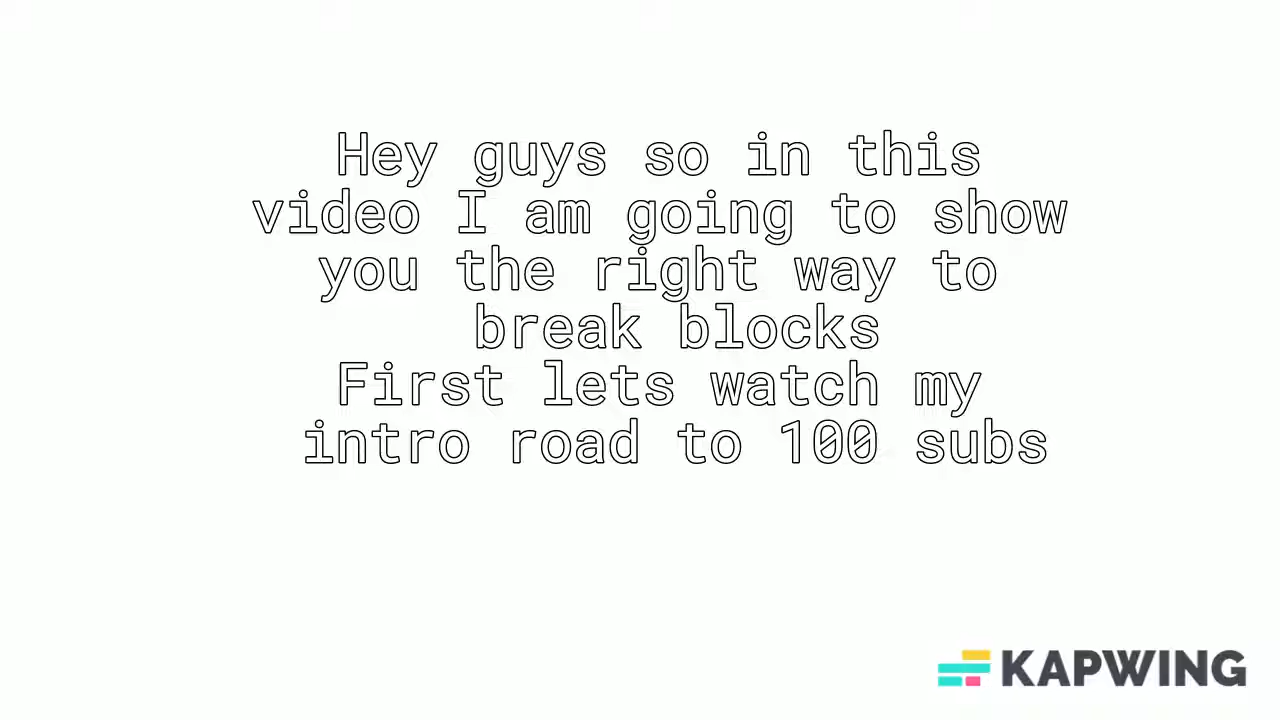 Hey guys so in this
video I am going to show
you the right way to
break blocks
First lets watch my
intro road to 100 subs
KAPWING